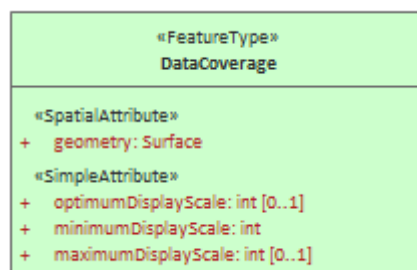 «FeatureType»
DataCoverage
«SpatialAttribute»
+ geometry: Surface
«SimpleAttribute»
+ optimumDisplayScale: int [0..1]
+ minimumDisplayScale: int
+ maximumDisplayScale: int [0..1]